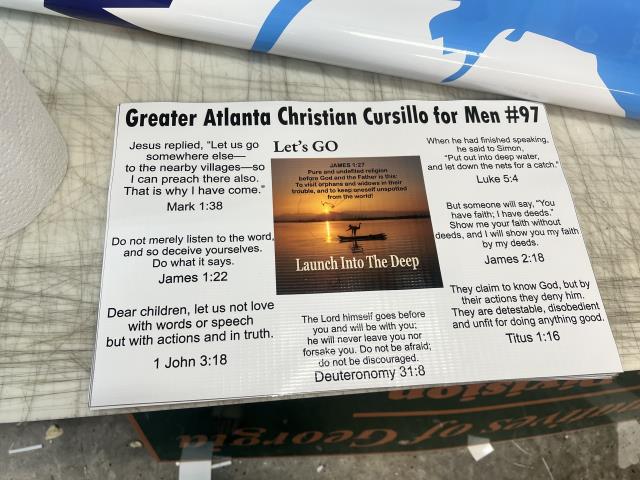 Greater Atlanta Christian Cursillo for Men #97
Jesus replied, "Let us go
somewhere else—
to the nearby villages—so
I can preach there also.
That is why I have come."
Mark 1:38
Do not merely listen to the word,
and so deceive yourselves.
Do what it says.
James 1:22
Dear children, let us not love
with words or speech
but with actions and in truth.
1 John 3:18
Let's GO
JAMES 1:27
Pure and undefiled religion
before God and the Father is this:
To visit orphans and widows in their
trouble, and to keep oneself unspotted
from the world!
Launch Into The Deep
The Lord himself goes before
you and will be with you;
he will never leave you nor
forsake you. Do not be afraid;
do not be discouraged.
Deuteronomy 31:8
When he had finished speaking,
he said to Simon,
"Put out into deep water,
and let down the nets for a catch."
Luke 5:4
But someone will say, "You
have faith; I have deeds."
Show me your faith without
deeds, and I will show you my faith
by my deeds.
James 2:18
They claim to know God, but by
their actions they deny him.
They are detestable, disobedient
and unfit for doing anything good.
Titus 1:16
Division
of Georgia